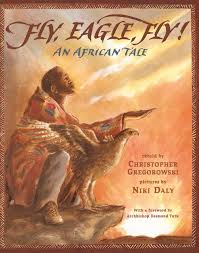 FLY, EAGLE, FLY!
AN AFRICAN TALE
retold by
CHRISTOPHER
GREGOROWSKI
pictures by
NIKI DALY
With a foreword by
Archbishop Desmond Tutu